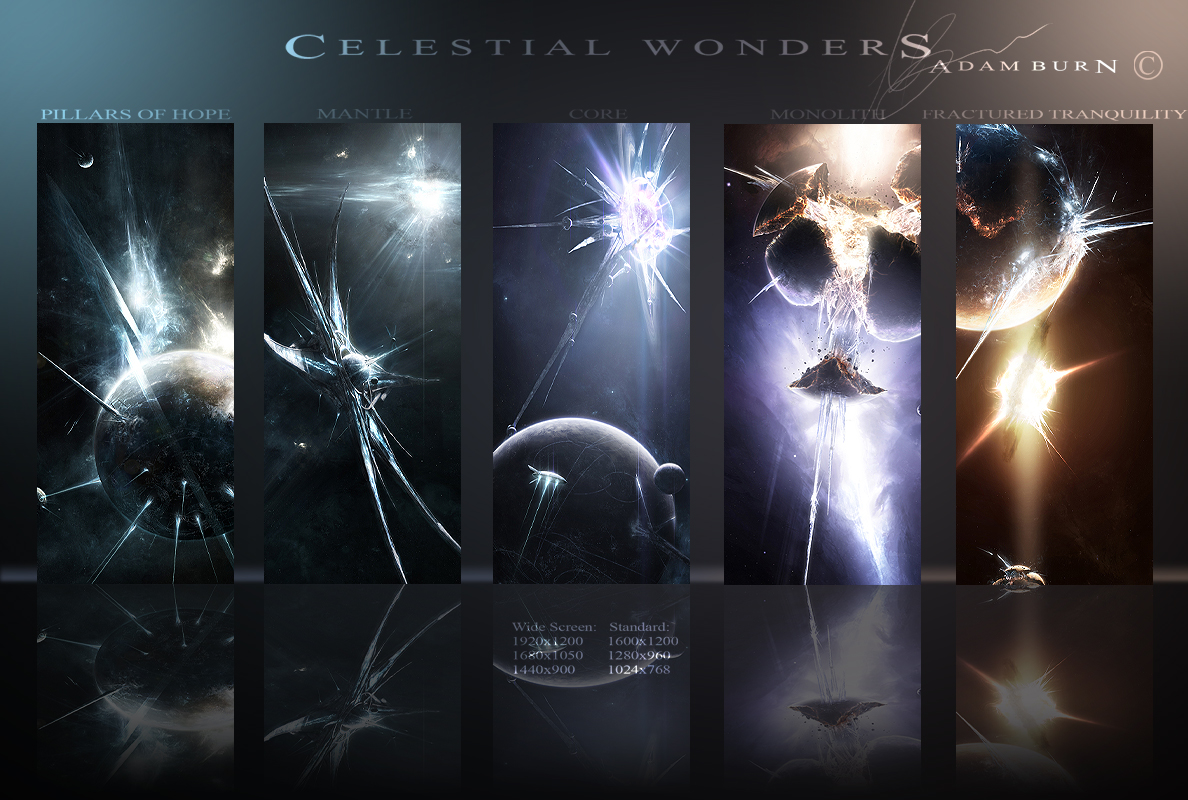 CELESTIAL WONDERS
ADAM BURN ©
PILLARS OF HOPE
MANTLE
CORE
MONOLITH
FRACTURED TRANQUILITY
Wide Screen: Standard:
1920x1200 1600x1200
1680x1050 1280x960
1440x900 1024x768